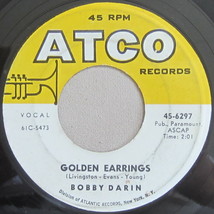 45 RPM
ATCO
RECORDS
VOCAL
61C-5473
45-6297
Pub., Paramount
ASCAP
Time: 2:01
GOLDEN EARRINGS
(Livingston - Evans - Young)
BOBBY DARIN
Division of ATLANTIC RECORDS, New York, N.Y.